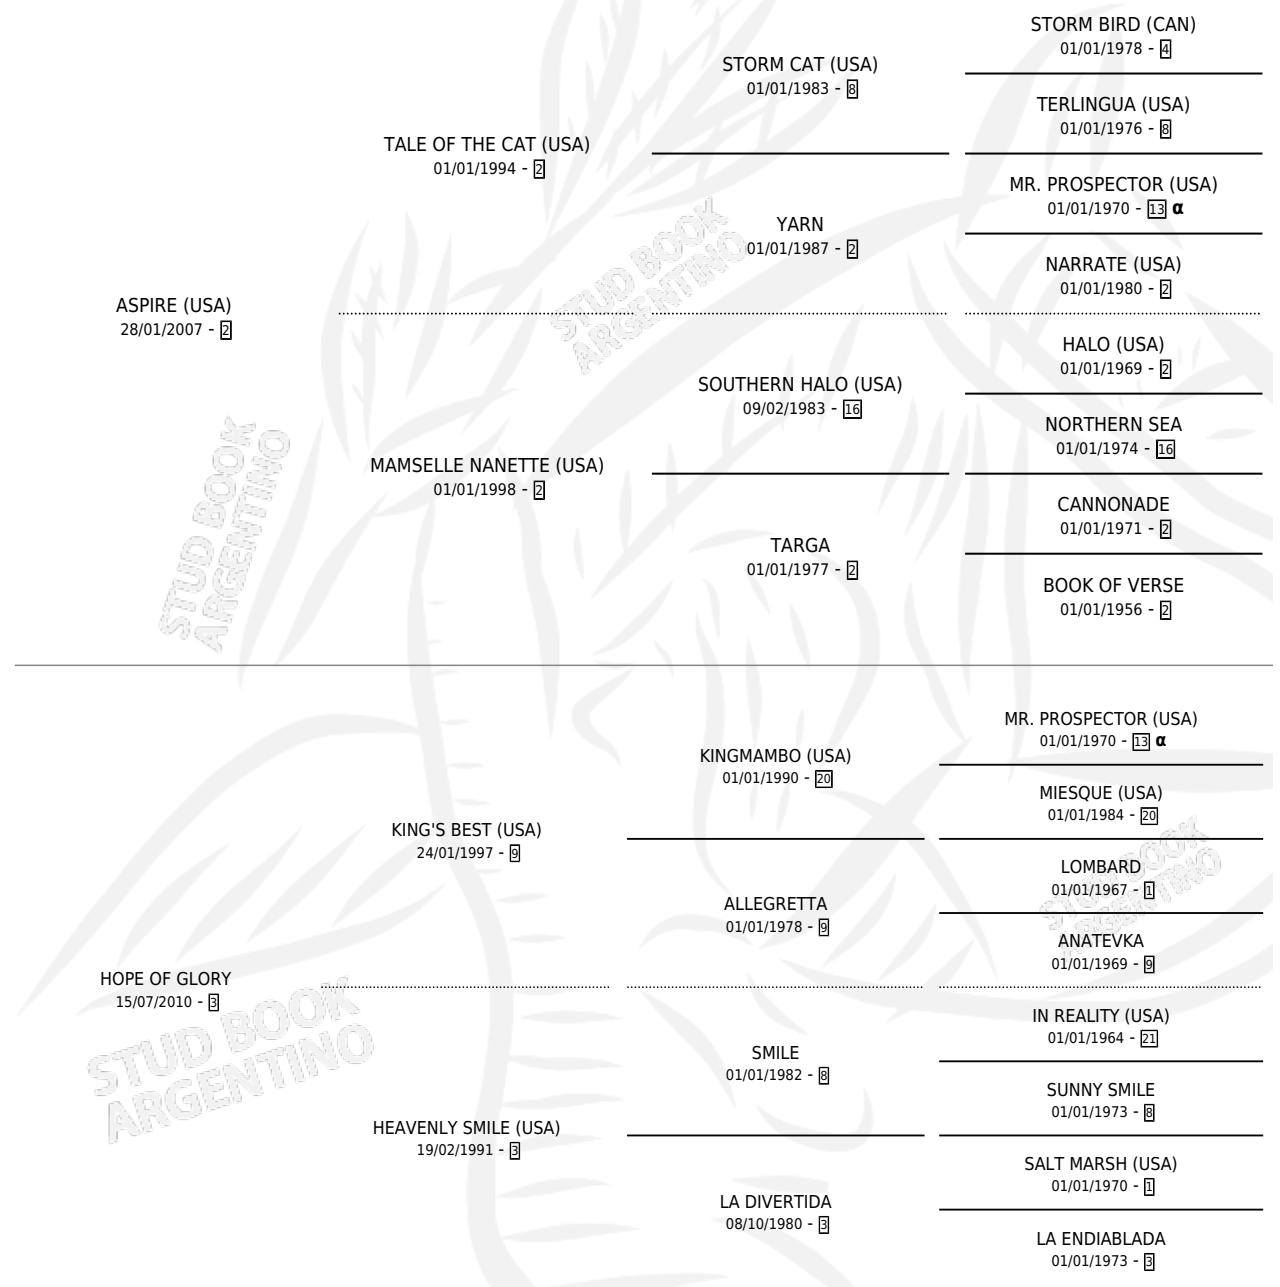 STORM BIRD (CAN)
01/01/1978 - 4
STORM CAT (USA)
01/01/1983 - 8
TERLINGUA (USA)
01/01/1976 - 8
TALE OF THE CAT (USA)
01/01/1994 - 2
MR. PROSPECTOR (USA)
01/01/1970 - 13 α
YARN
01/01/1987 - 2
NARRATE (USA)
01/01/1980 - 2
ASPIRE (USA)
28/01/2007 - 2
HALO (USA)
01/01/1969 - 2
SOUTHERN HALO (USA)
09/02/1983 - 16
NORTHERN SEA
01/01/1974 - 16
MAMSELLE NANETTE (USA)
01/01/1998 - 2
CANNONADE
01/01/1971 - 2
TARGA
01/01/1977 - 2
BOOK OF VERSE
01/01/1956 - 2
STUD BOOK
ARGENTINO
STUD BOOK
ARGENTINO
MR. PROSPECTOR (USA)
01/01/1970 - 13 α
KINGMAMBO (USA)
01/01/1990 - 20
MIESQUE (USA)
01/01/1984 - 20
KING'S BEST (USA)
24/01/1997 - 9
LOMBARD
01/01/1967 - 1
ALLEGRETTA
01/01/1978 - 9
ANATEVKA
01/01/1969 - 9
HOPE OF GLORY
15/07/2010 - 3
IN REALITY (USA)
01/01/1964 - 21
SMILE
01/01/1982 - 8
SUNNY SMILE
01/01/1973 - 8
HEAVENLY SMILE (USA)
19/02/1991 - 3
SALT MARSH (USA)
01/01/1970 - 1
LA DIVERTIDA
08/10/1980 - 3
LA ENDIABLADA
01/01/1973 - 3
STUD BOOK
ARGENTINO
STUD BOOK
ARGENTINO